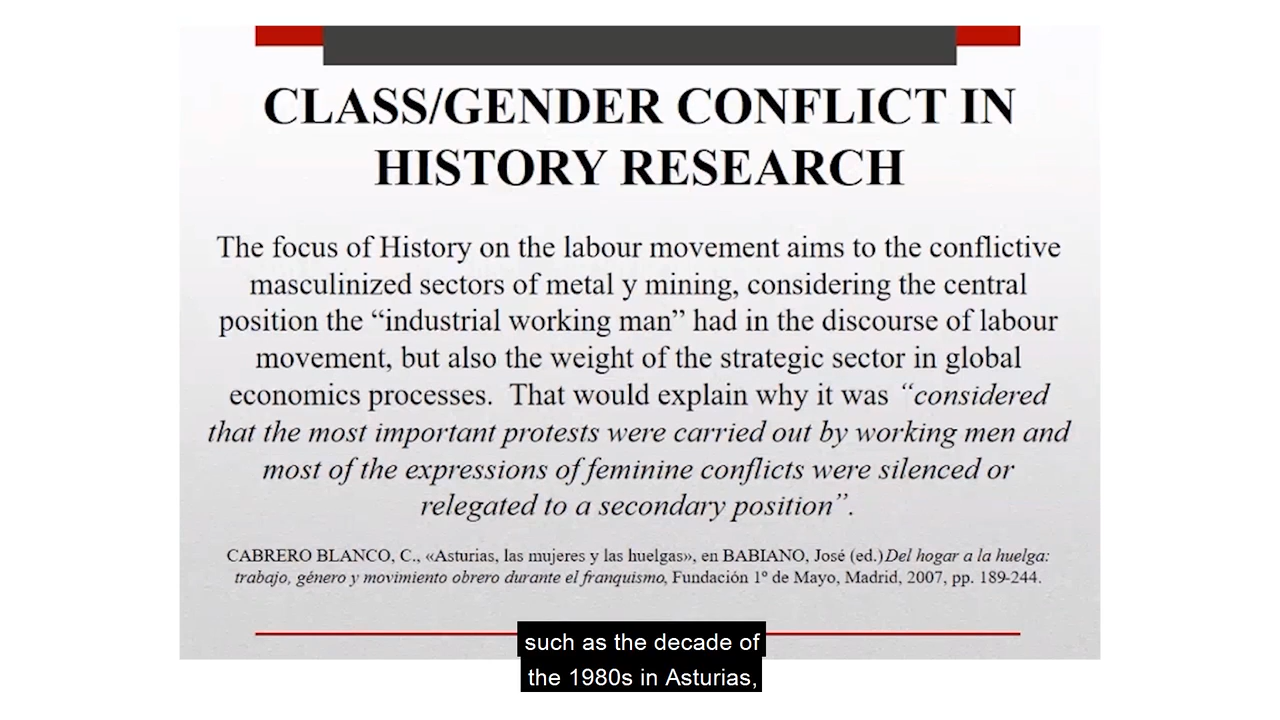 CLASS/GENDER CONFLICT IN
HISTORY RESEARCH
The focus of History on the labour movement aims to the conflictive
masculinized sectors of metal y mining, considering the central
position the “industrial working man” had in the discourse of labour
movement, but also the weight of the strategic sector in global
economics processes.  That would explain why it was “considered
that the most important protests were carried out by working men and
most of the expressions of feminine conflicts were silenced or
relegated to a secondary position”.
CABRERO BLANCO, C., «Asturias, las mujeres y las huelgas», en BABIANO, José (ed.) Del hogar a la huelga:
trabajo, género y movimiento obrero durante el franquismo, Fundación 1º de Mayo, Madrid, 2007, pp. 189-244.
such as the decade of
the 1980s in Asturias,